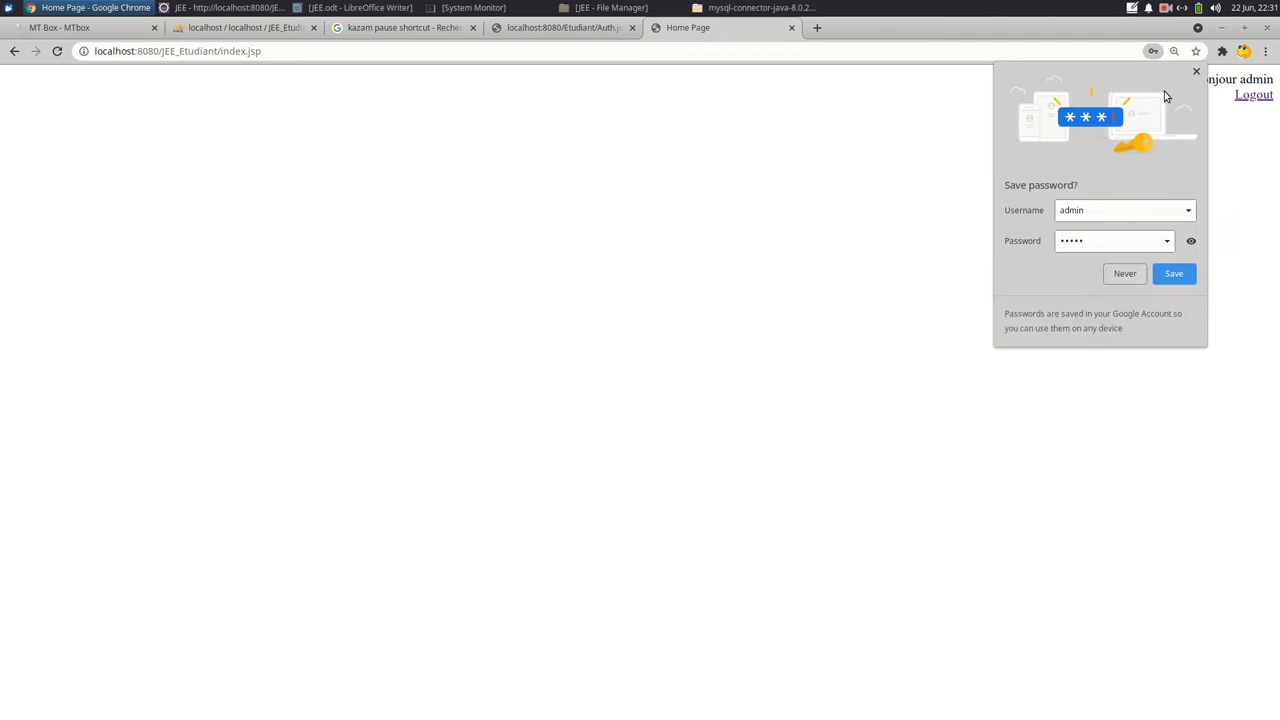 Home Page - Google Chrome
JEE - http://localhost:8080/JE...
[JEE.odt - LibreOffice Writer]
[System Monitor]
[JEE - File Manager]
mysql-connector-java-8.0.2...
22 Jun, 22:31
MT Box - MTbox
localhost / localhost / JEE_Etudi
kazam pause shortcut - Recher
localhost:8080/Etudiant/Auth.js
Home Page
localhost:8080/JEE_Etudiant/index.jsp
onjour admin
Logout
* * *
Save password?
Username
admin
Password
•••••
Never
Save
Passwords are saved in your Google Account so
you can use them on any device